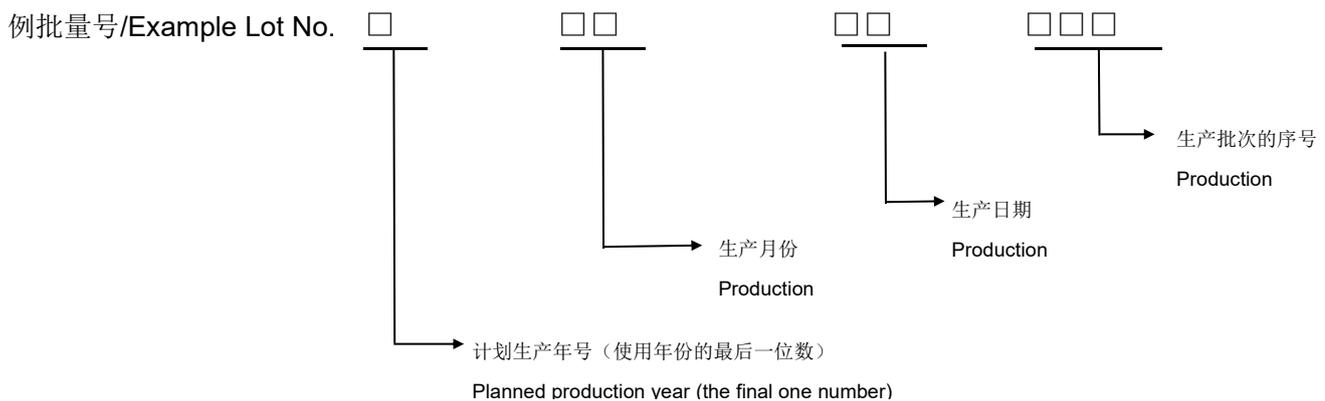 例批量号/Example Lot No. □ □□ □□ □□□
生产批次的序号
Production
生产日期
Production
生产月份
Production
计划生产年号（使用年份的最后一位数）
Planned production year (the final one number)